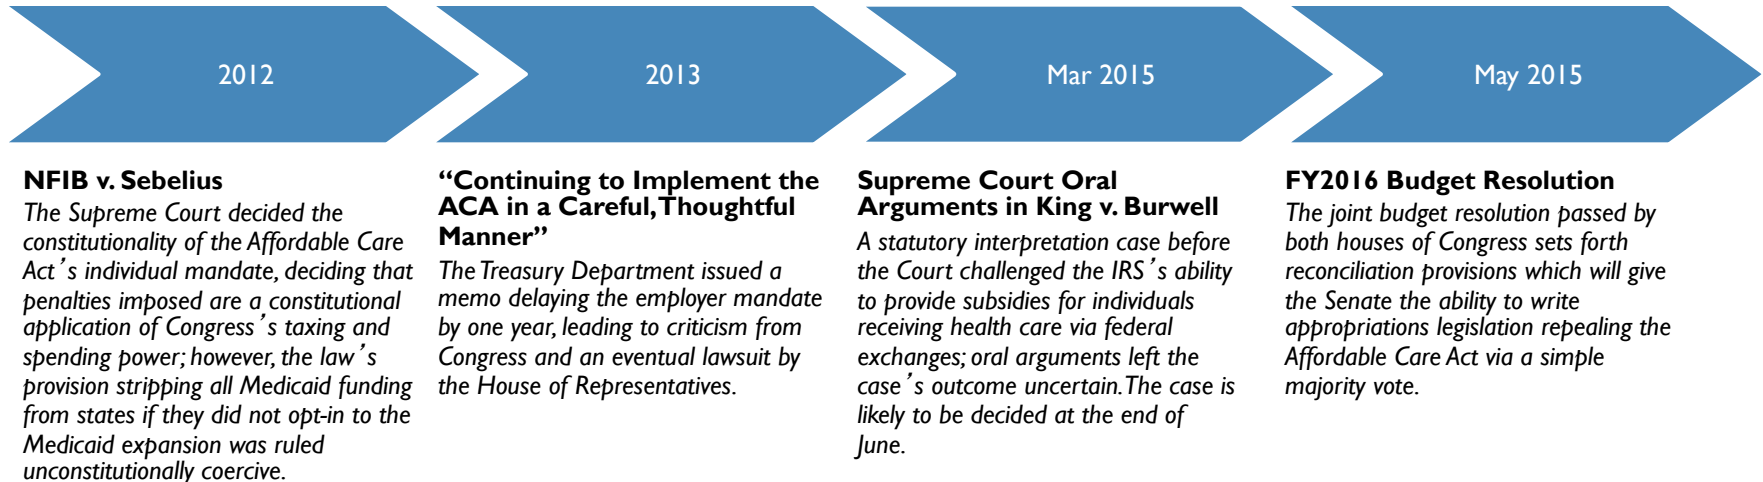 2012
2013
Mar 2015
May 2015
NFIB v. Sebelius
The Supreme Court decided the
constitutionality of the Affordable Care
Act’s individual mandate, deciding that
penalties imposed are a constitutional
application of Congress’s taxing and
spending power; however, the law’s
provision stripping all Medicaid funding
from states if they did not opt-in to the
Medicaid expansion was ruled
unconstitutionally coercive.
“Continuing to Implement the
ACA in a Careful, Thoughtful
Manner”
The Treasury Department issued a
memo delaying the employer mandate
by one year, leading to criticism from
Congress and an eventual lawsuit by
the House of Representatives.
Supreme Court Oral
Arguments in King v. Burwell
A statutory interpretation case before
the Court challenged the IRS’s ability
to provide subsidies for individuals
receiving health care via federal
exchanges; oral arguments left the
case’s outcome uncertain. The case is
likely to be decided at the end of
June.
FY2016 Budget Resolution
The joint budget resolution passed by
both houses of Congress sets forth
reconciliation provisions which will give
the Senate the ability to write
appropriations legislation repealing the
Affordable Care Act via a simple
majority vote.